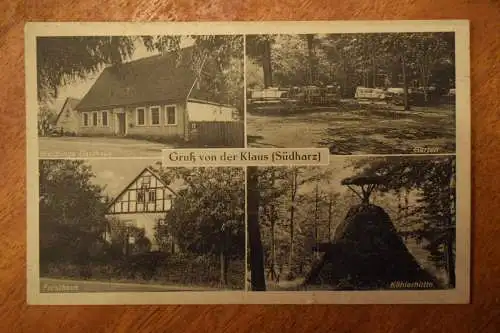 Garten
Gruß von der Klaus (Südharz)
Forsthaus
Köhlerhütte